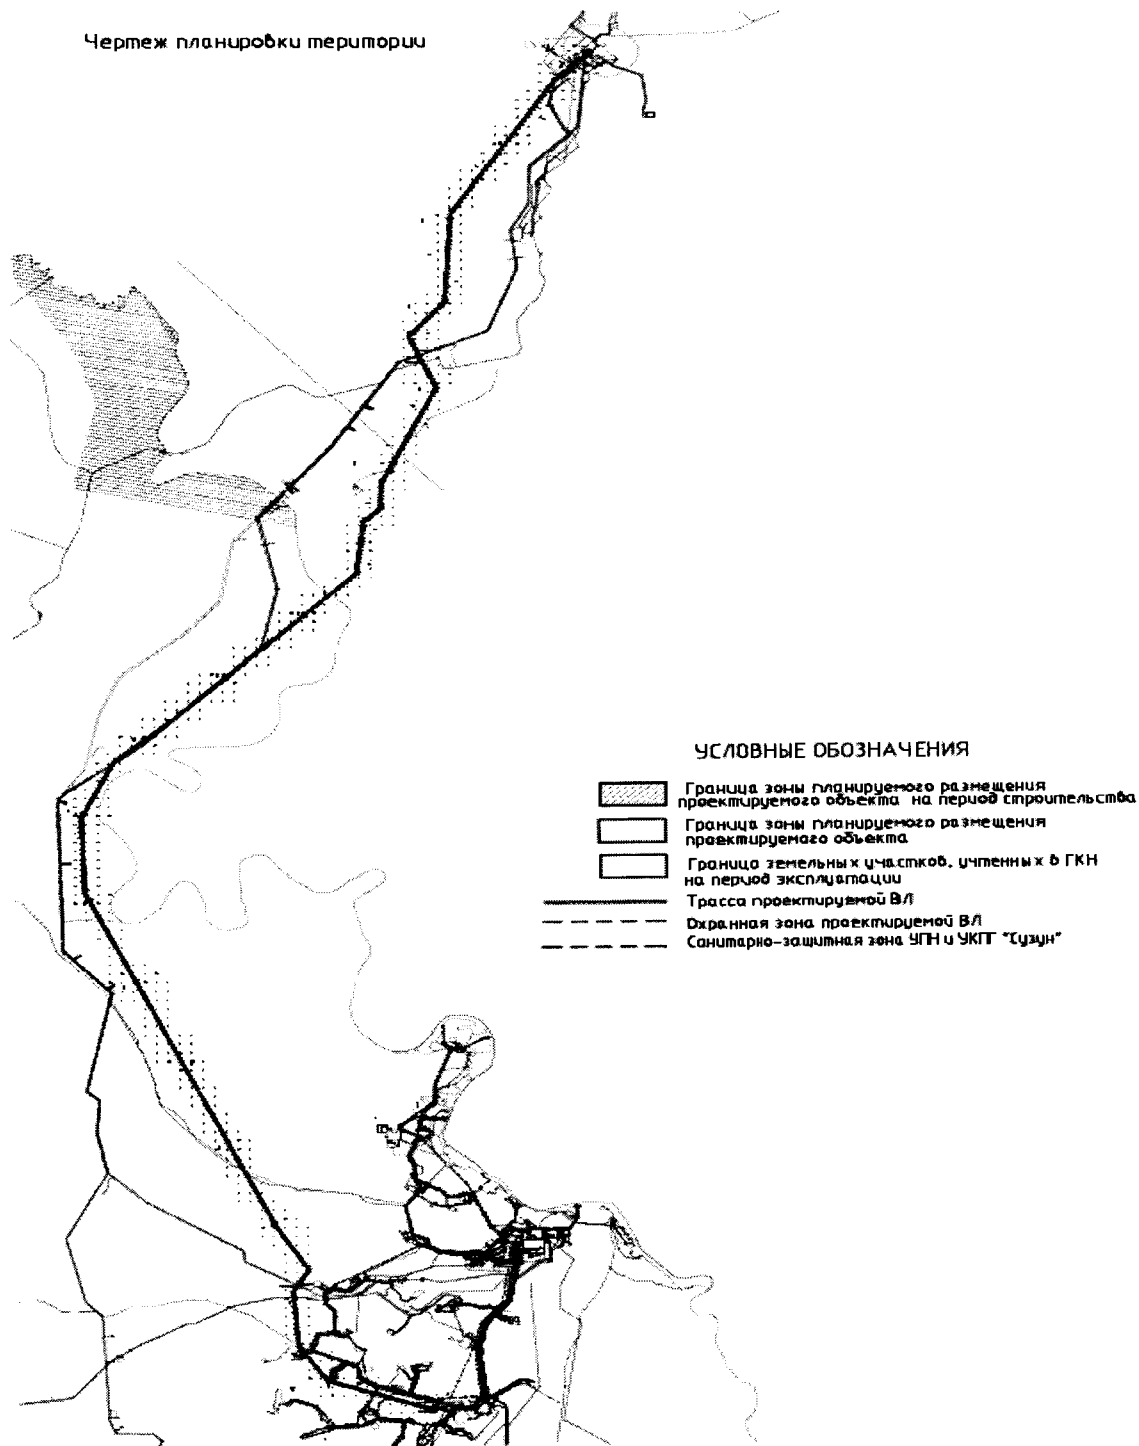 Чертеж планировки територии
УСЛОВНЫЕ ОБОЗНАЧЕНИЯ
Граница зоны планируемого размещения
проектируемого объекта на период строительства
Граница зоны планируемого размещения
проектируемого объекта
Граница земельных участков, учтенных в ГКН
на период эксплуатации
Трасса проектируемой ВЛ
Охранная зона проектируемой ВЛ
Санитарно-защитная зона УПН и УКПГ "Сузун"